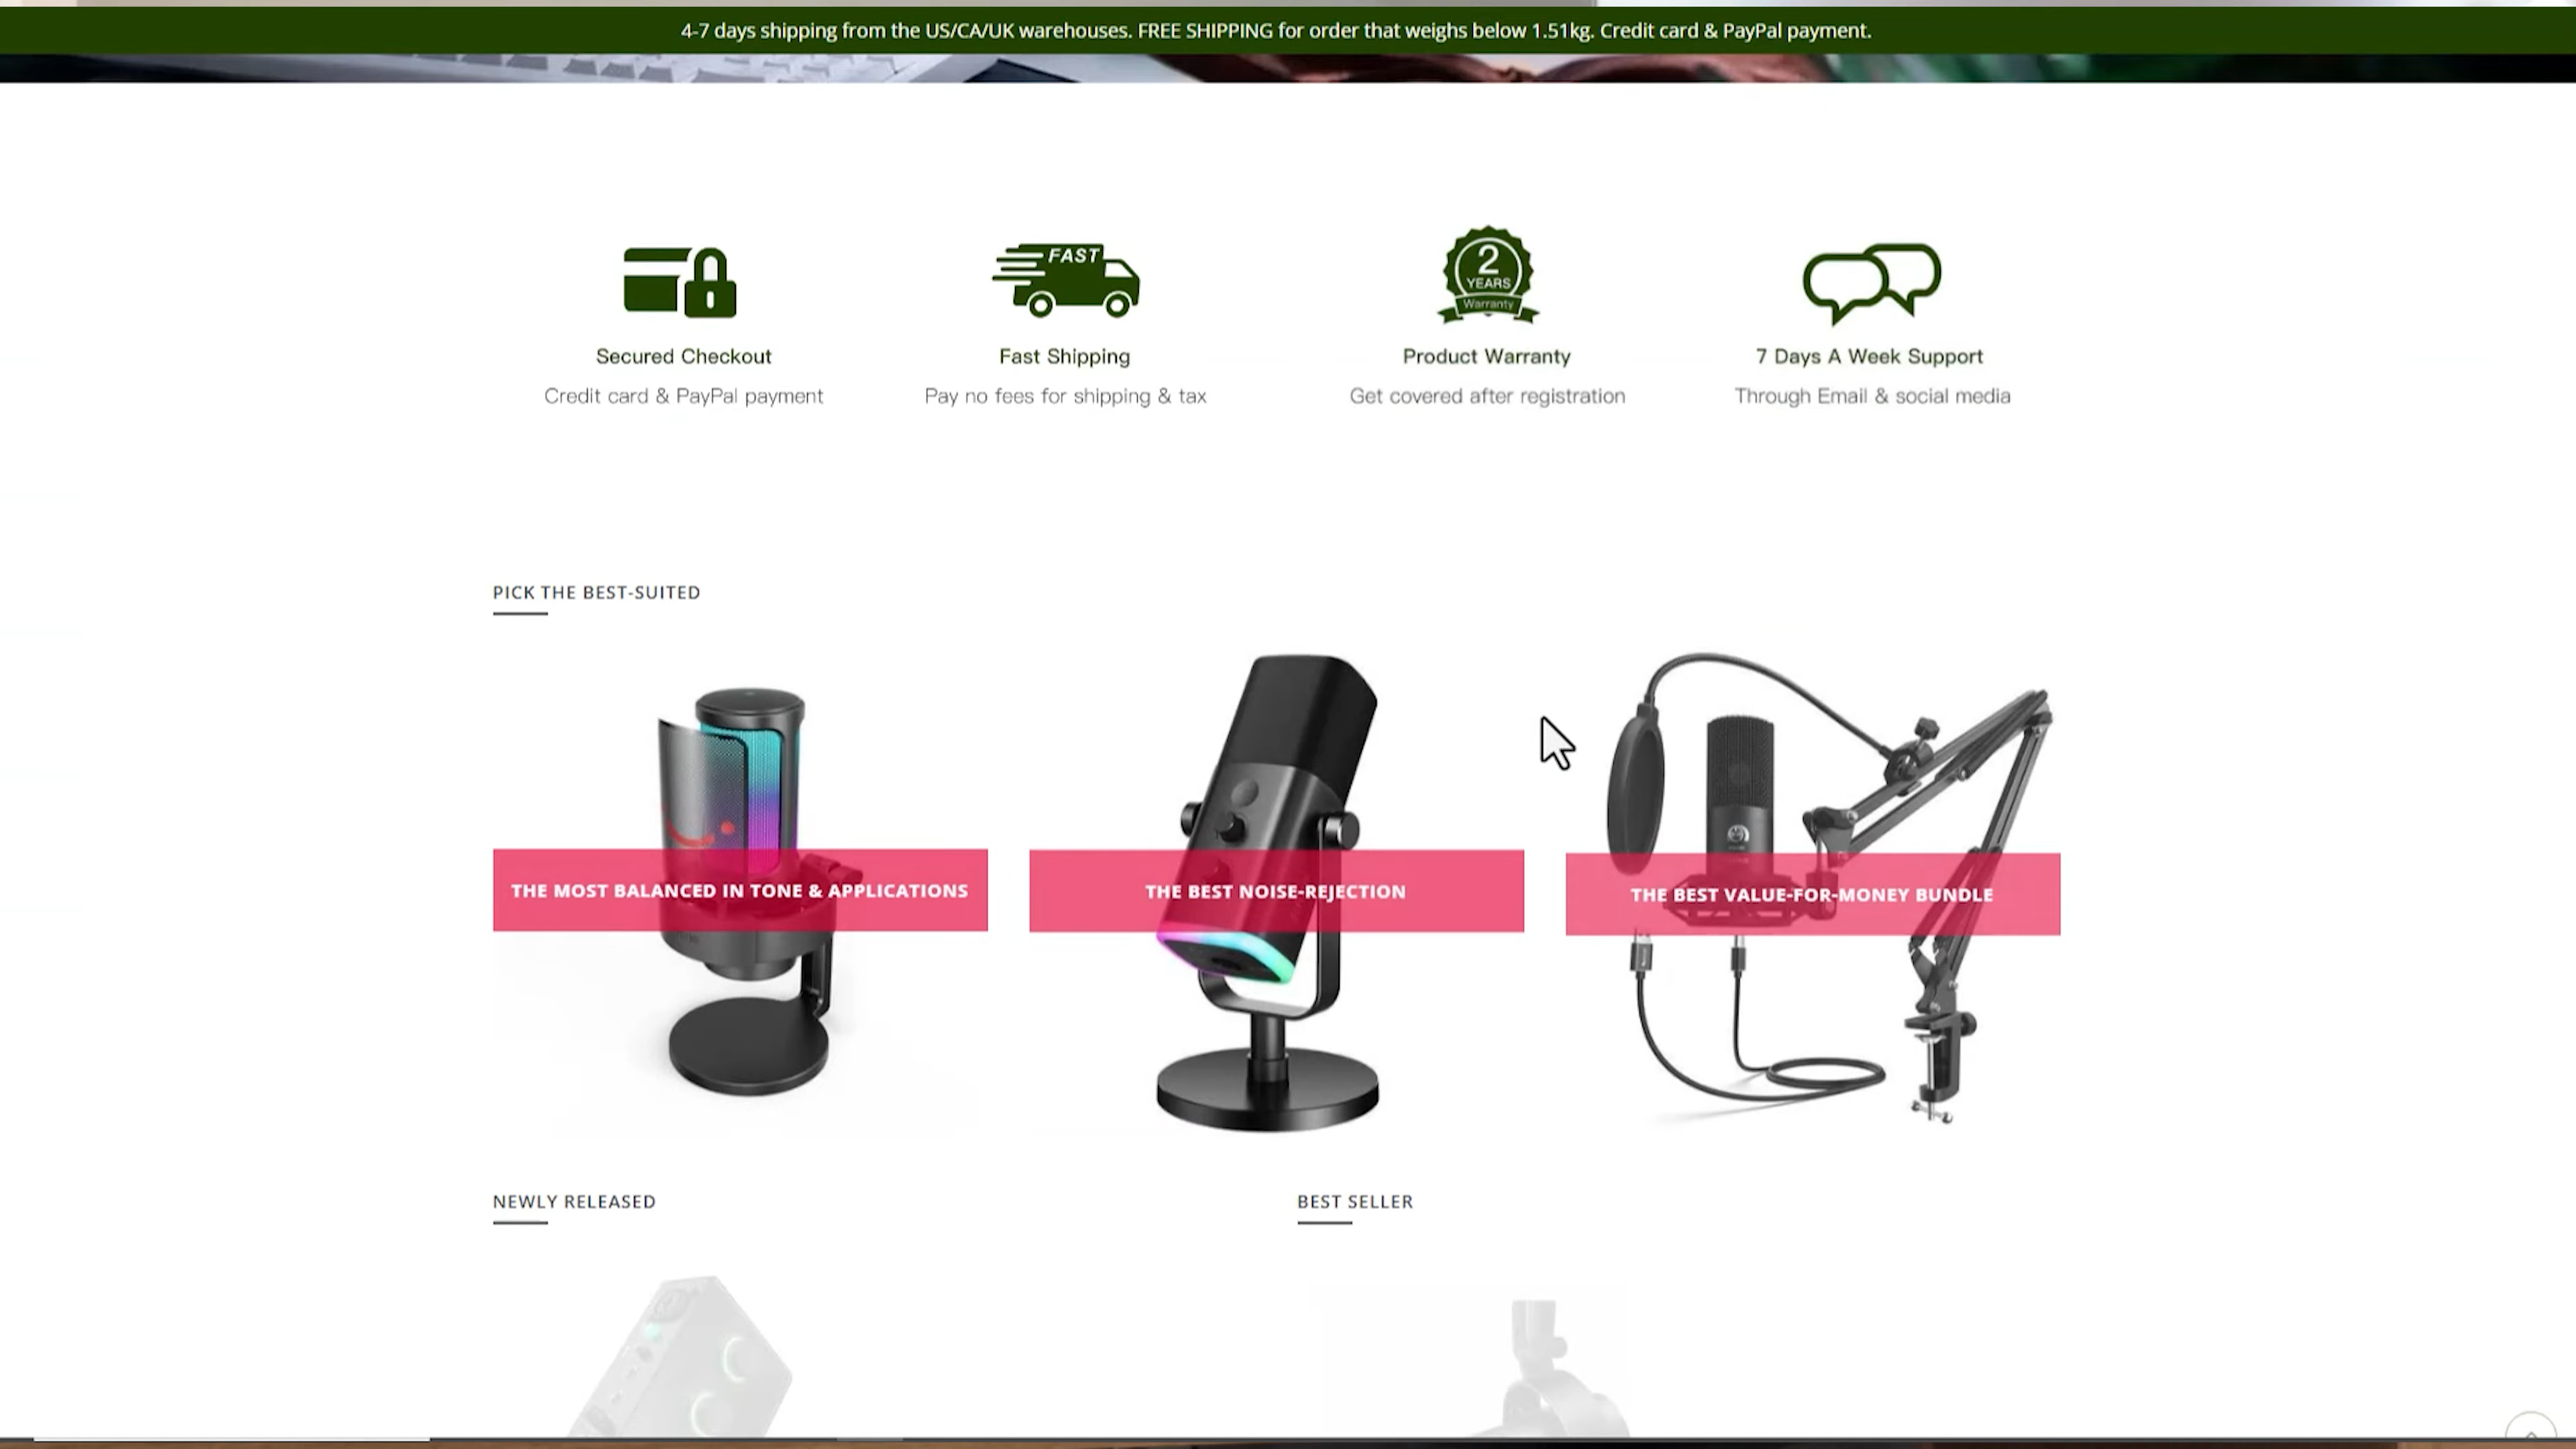 4-7 days shipping from the US/CA/UK warehouses. FREE SHIPPING for order that weighs below 1.51kg. Credit card & PayPal payment.
FAST
2
YEARS
Warranty
Secured Checkout
Fast Shipping
Product Warranty
7 Days A Week Support
Credit card & PayPal payment
Pay no fees for shipping & tax
Get covered after registration
Through Email & social media
PICK THE BEST-SUITED
THE MOST BALANCED IN TONE & APPLICATIONS
THE BEST NOISE-REJECTION
THE BEST VALUE-FOR-MONEY BUNDLE
NEWLY RELEASED
BEST SELLER